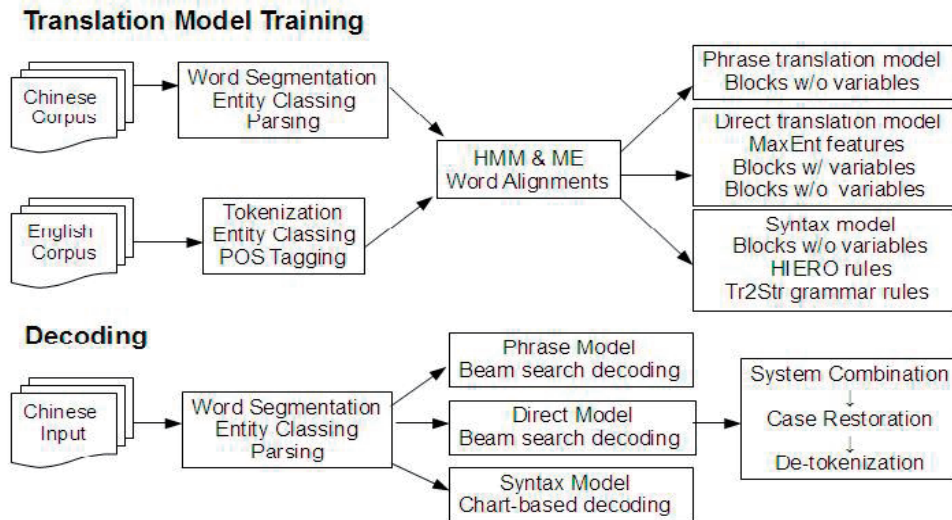 Translation Model Training
Chinese
Corpus
Word Segmentation
Entity Classing
Parsing
English
Corpus
Tokenization
Entity Classing
POS Tagging
HMM & ME
Word Alignments
Phrase translation model
Blocks w/o variables
Direct translation model
MaxEnt features
Blocks w/ variables
Blocks w/o variables
Syntax model
Blocks w/o variables
HIERO rules
Tr2Str grammar rules
Decoding
Chinese
Input
Word Segmentation
Entity Classing
Parsing
Phrase Model
Beam search decoding
Direct Model
Beam search decoding
Syntax Model
Chart-based decoding
System Combination
↓
Case Restoration
↓
De-tokenization